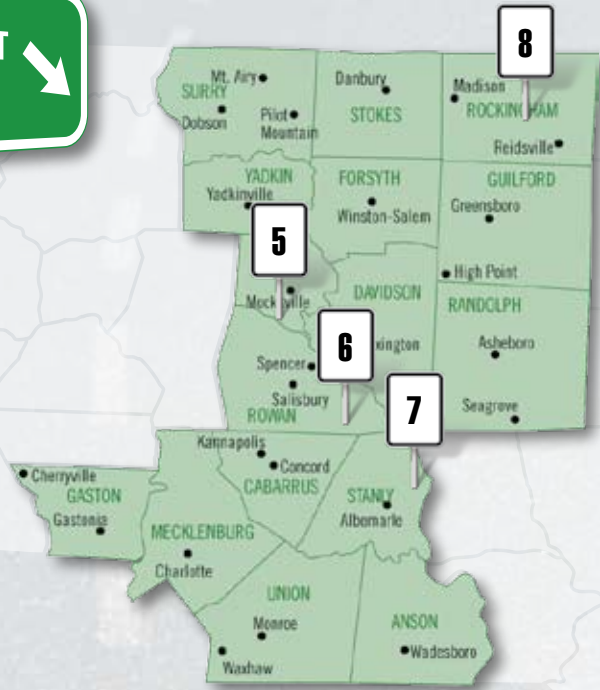 T
8
Mt. Airy
Danbury
Madison
SURRY
ROCKINGHAM
Dobson
Pilot
Mountain
STOKES
Reidsville
YADKIN
FORSYTH
GUILFORD
Yadkinville
Winston-Salem
Greensboro
5
High Point
Mocksville
DAVIDSON
RANDOLPH
6
xington
Asheboro
Spencer
7
Salisbury
Seagrove
ROWAN
Kannapolis
Concord
Cherryville
CABARRUS
GASTON
STANLY
Gastonia
Albemarle
MECKLENBURG
Charlotte
UNION
Monroe
ANSON
Waxhaw
Wadesboro